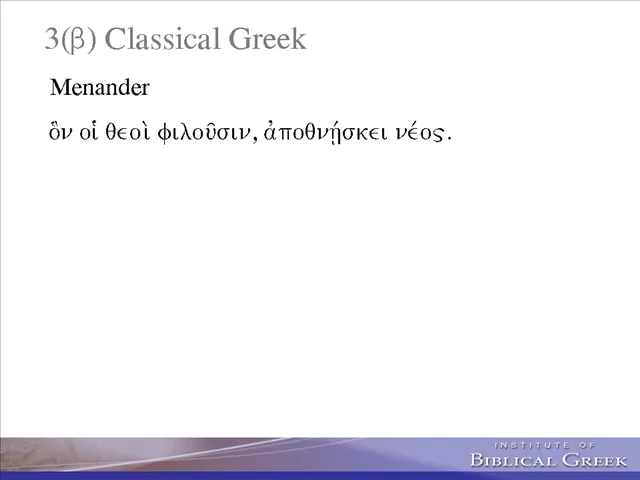 3(β) Classical Greek
Menander
ὃν οἱ θεοὶ φιλοῦσιν, ἀποθνῄσκει νέος.
INSTITUTE OF
BIBLICAL GREEK